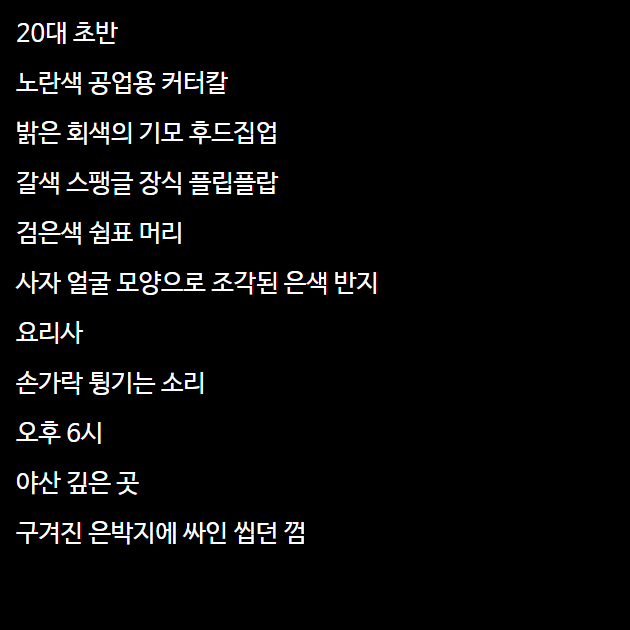 20대 초반
노란색 공업용 커터칼
밝은 회색의 기모 후드집업
갈색 스팽글 장식 플립플랍
검은색 쉼표 머리
사자 얼굴 모양으로 조각된 은색 반지
요리사
손가락 튕기는 소리
오후 6시
야산 깊은 곳
구겨진 은박지에 싸인 씹던 껌